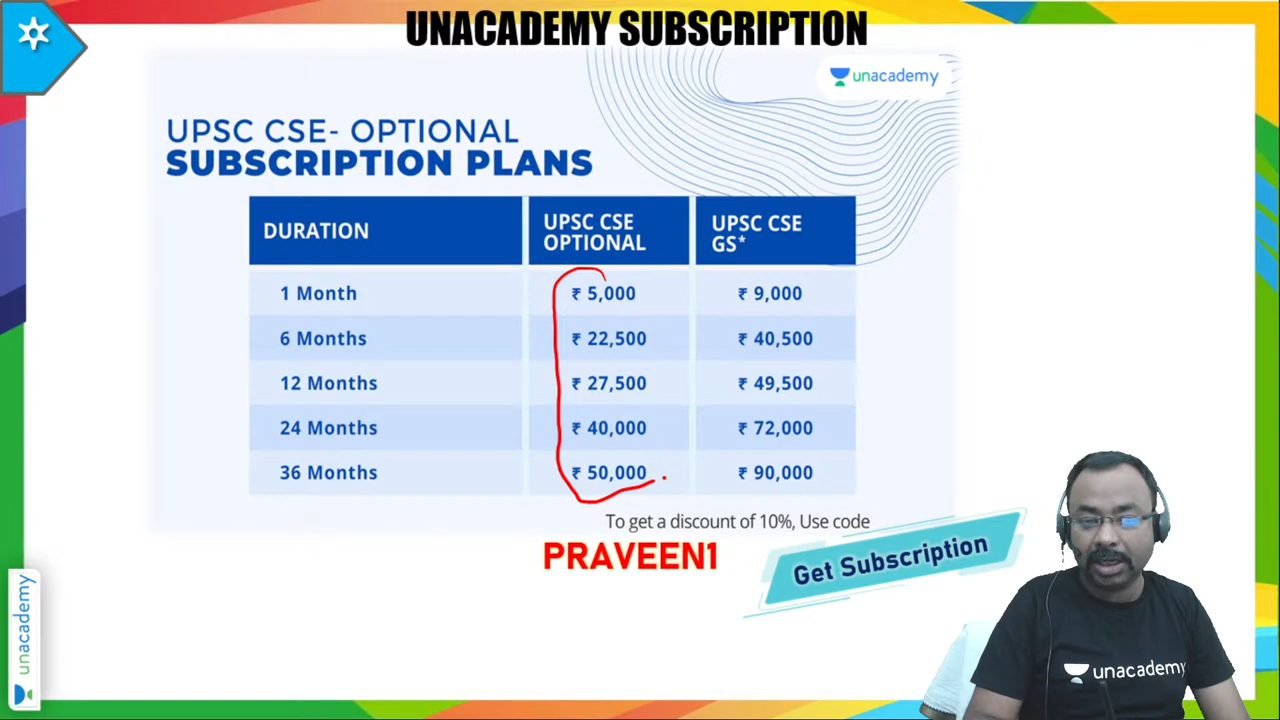 UNACADEMY SUBSCRIPTION
unacademy
UPSC CSE- OPTIONAL
SUBSCRIPTION PLANS
DURATION UPSC CSE OPTIONAL UPSC CSE GS*
1 Month ₹ 5,000 ₹ 9,000
6 Months ₹ 22,500 ₹ 40,500
12 Months ₹ 27,500 ₹ 49,500
24 Months ₹ 40,000 ₹ 72,000
36 Months ₹ 50,000 ₹ 90,000
To get a discount of 10%, Use code
PRAVEEN1
Get Subscription
unacademy
unacademy